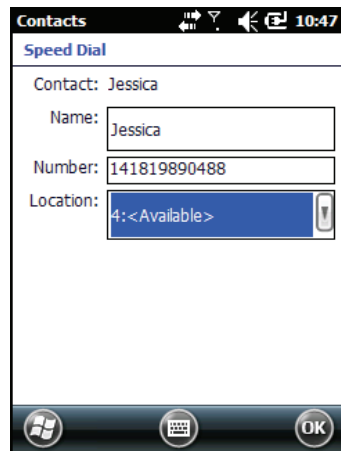 Contacts 10:47
Speed Dial
Contact: Jessica
Name: Jessica
Number: 141819890488
Location: 4:<Available>
OK